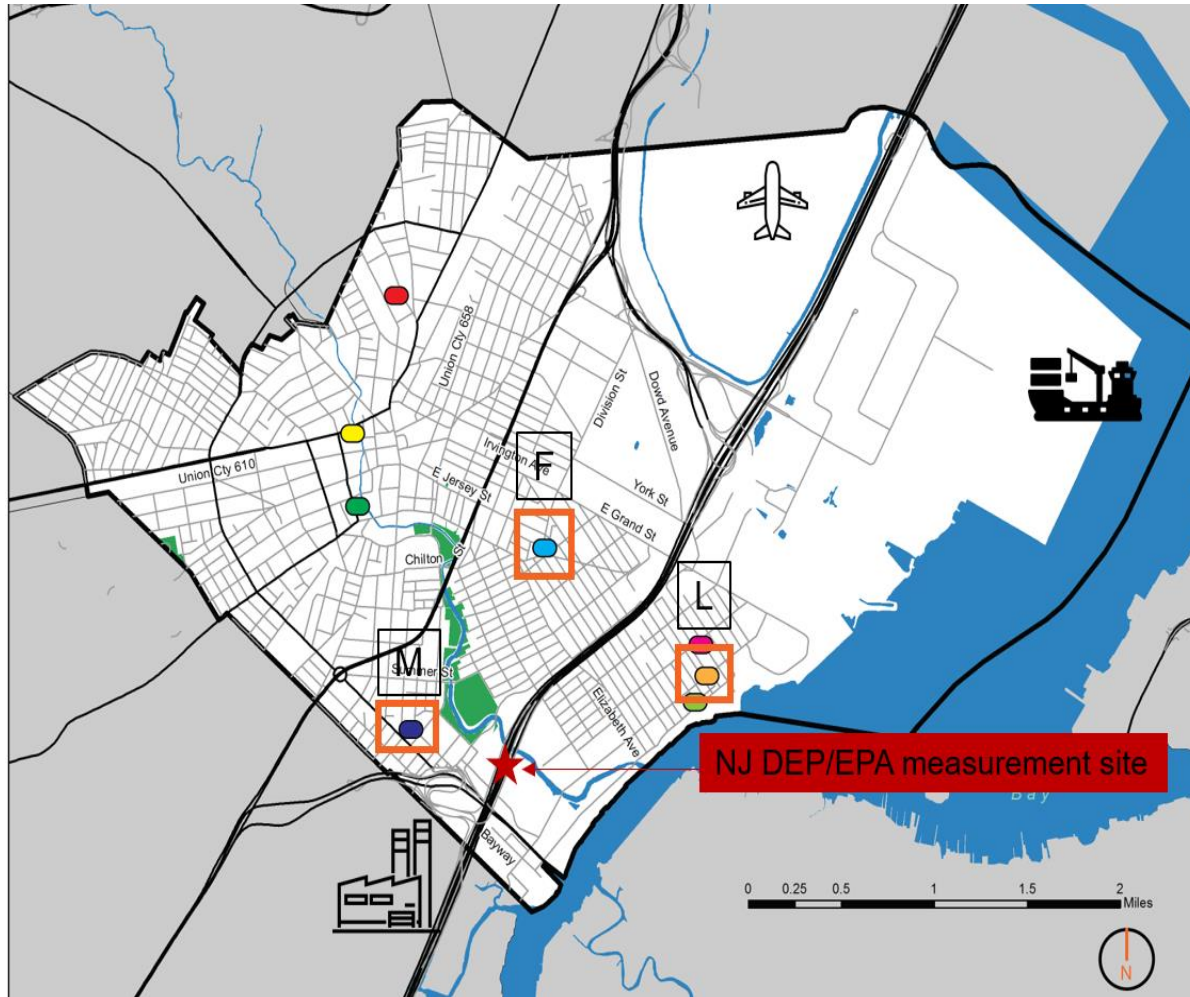 Union Cty 658
Division St
Dowd Avenue
Irvington Ave
F
Union Cty 610
E Jersey St
York St
E Grand St
Chilton St
L
M
Summer St
Elizabeth Ave
NJ DEP/EPA measurement site
Bay
Bayway
0 0.25 0.5 1 1.5 2
Miles
N